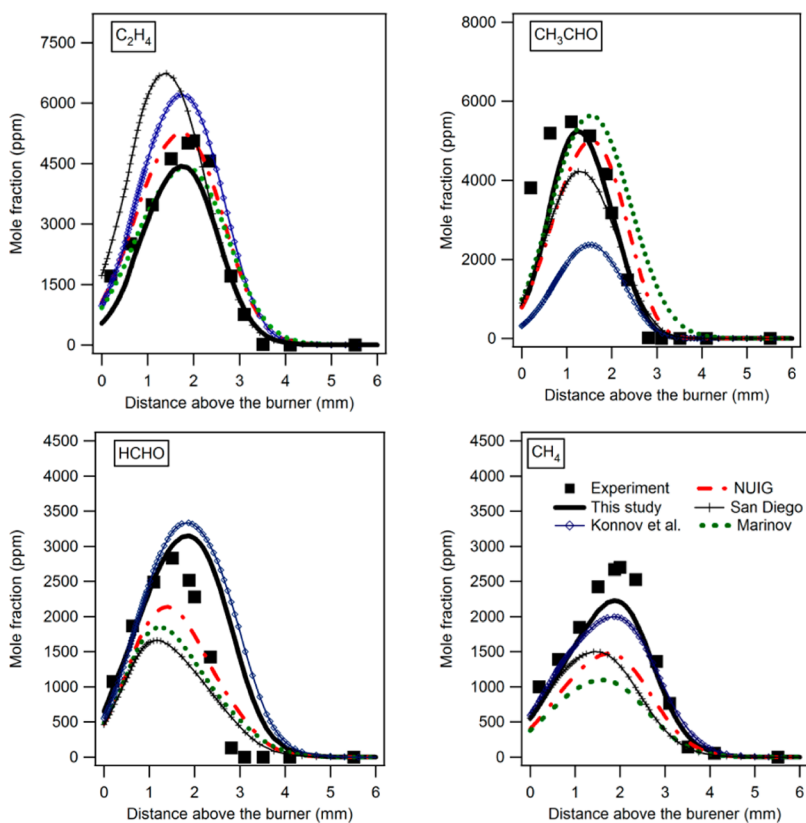 C2H4
7500
6000
4500
3000
1500
0
Mole fraction (ppm)
0 1 2 3 4 5 6
Distance above the burner (mm)
CH3CHO
8000
6000
4000
2000
0
Mole fraction (ppm)
0 1 2 3 4 5 6
Distance above the burner (mm)
HCHO
4500
4000
3500
3000
2500
2000
1500
1000
500
0
Mole fraction (ppm)
0 1 2 3 4 5 6
Distance above the burner (mm)
CH4
4500
4000
3500
3000
2500
2000
1500
1000
500
0
Mole fraction (ppm)
Experiment NUIG
This study San Diego
Konnov et al. Marinov
0 1 2 3 4 5 6
Distance above the burener (mm)